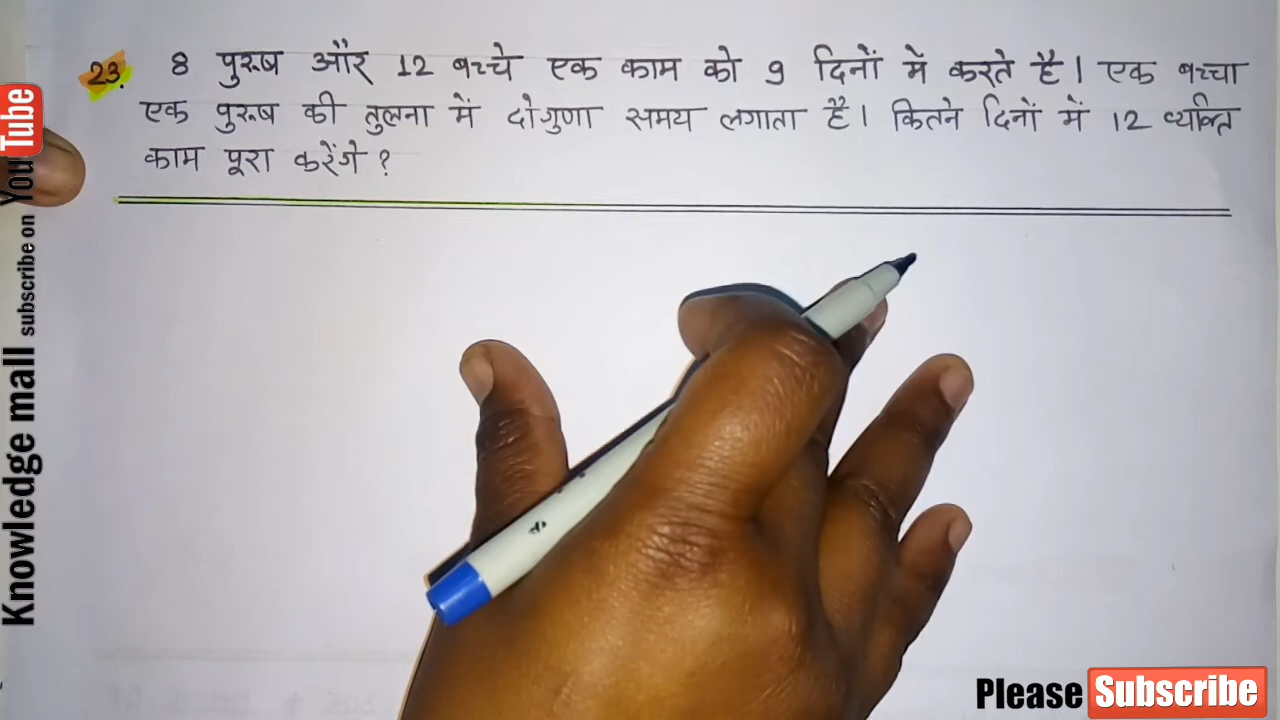 23. 8 पुरुष और 12 बच्चे एक काम को 9 दिनों में करते है। एक बच्चा
एक पुरुष की तुलना में दोगुणा समय लगाता है। कितने दिनों में 12 व्यक्ति
काम पूरा करेंगे ?
Knowledge mall subscribe on YouTube
Please Subscribe